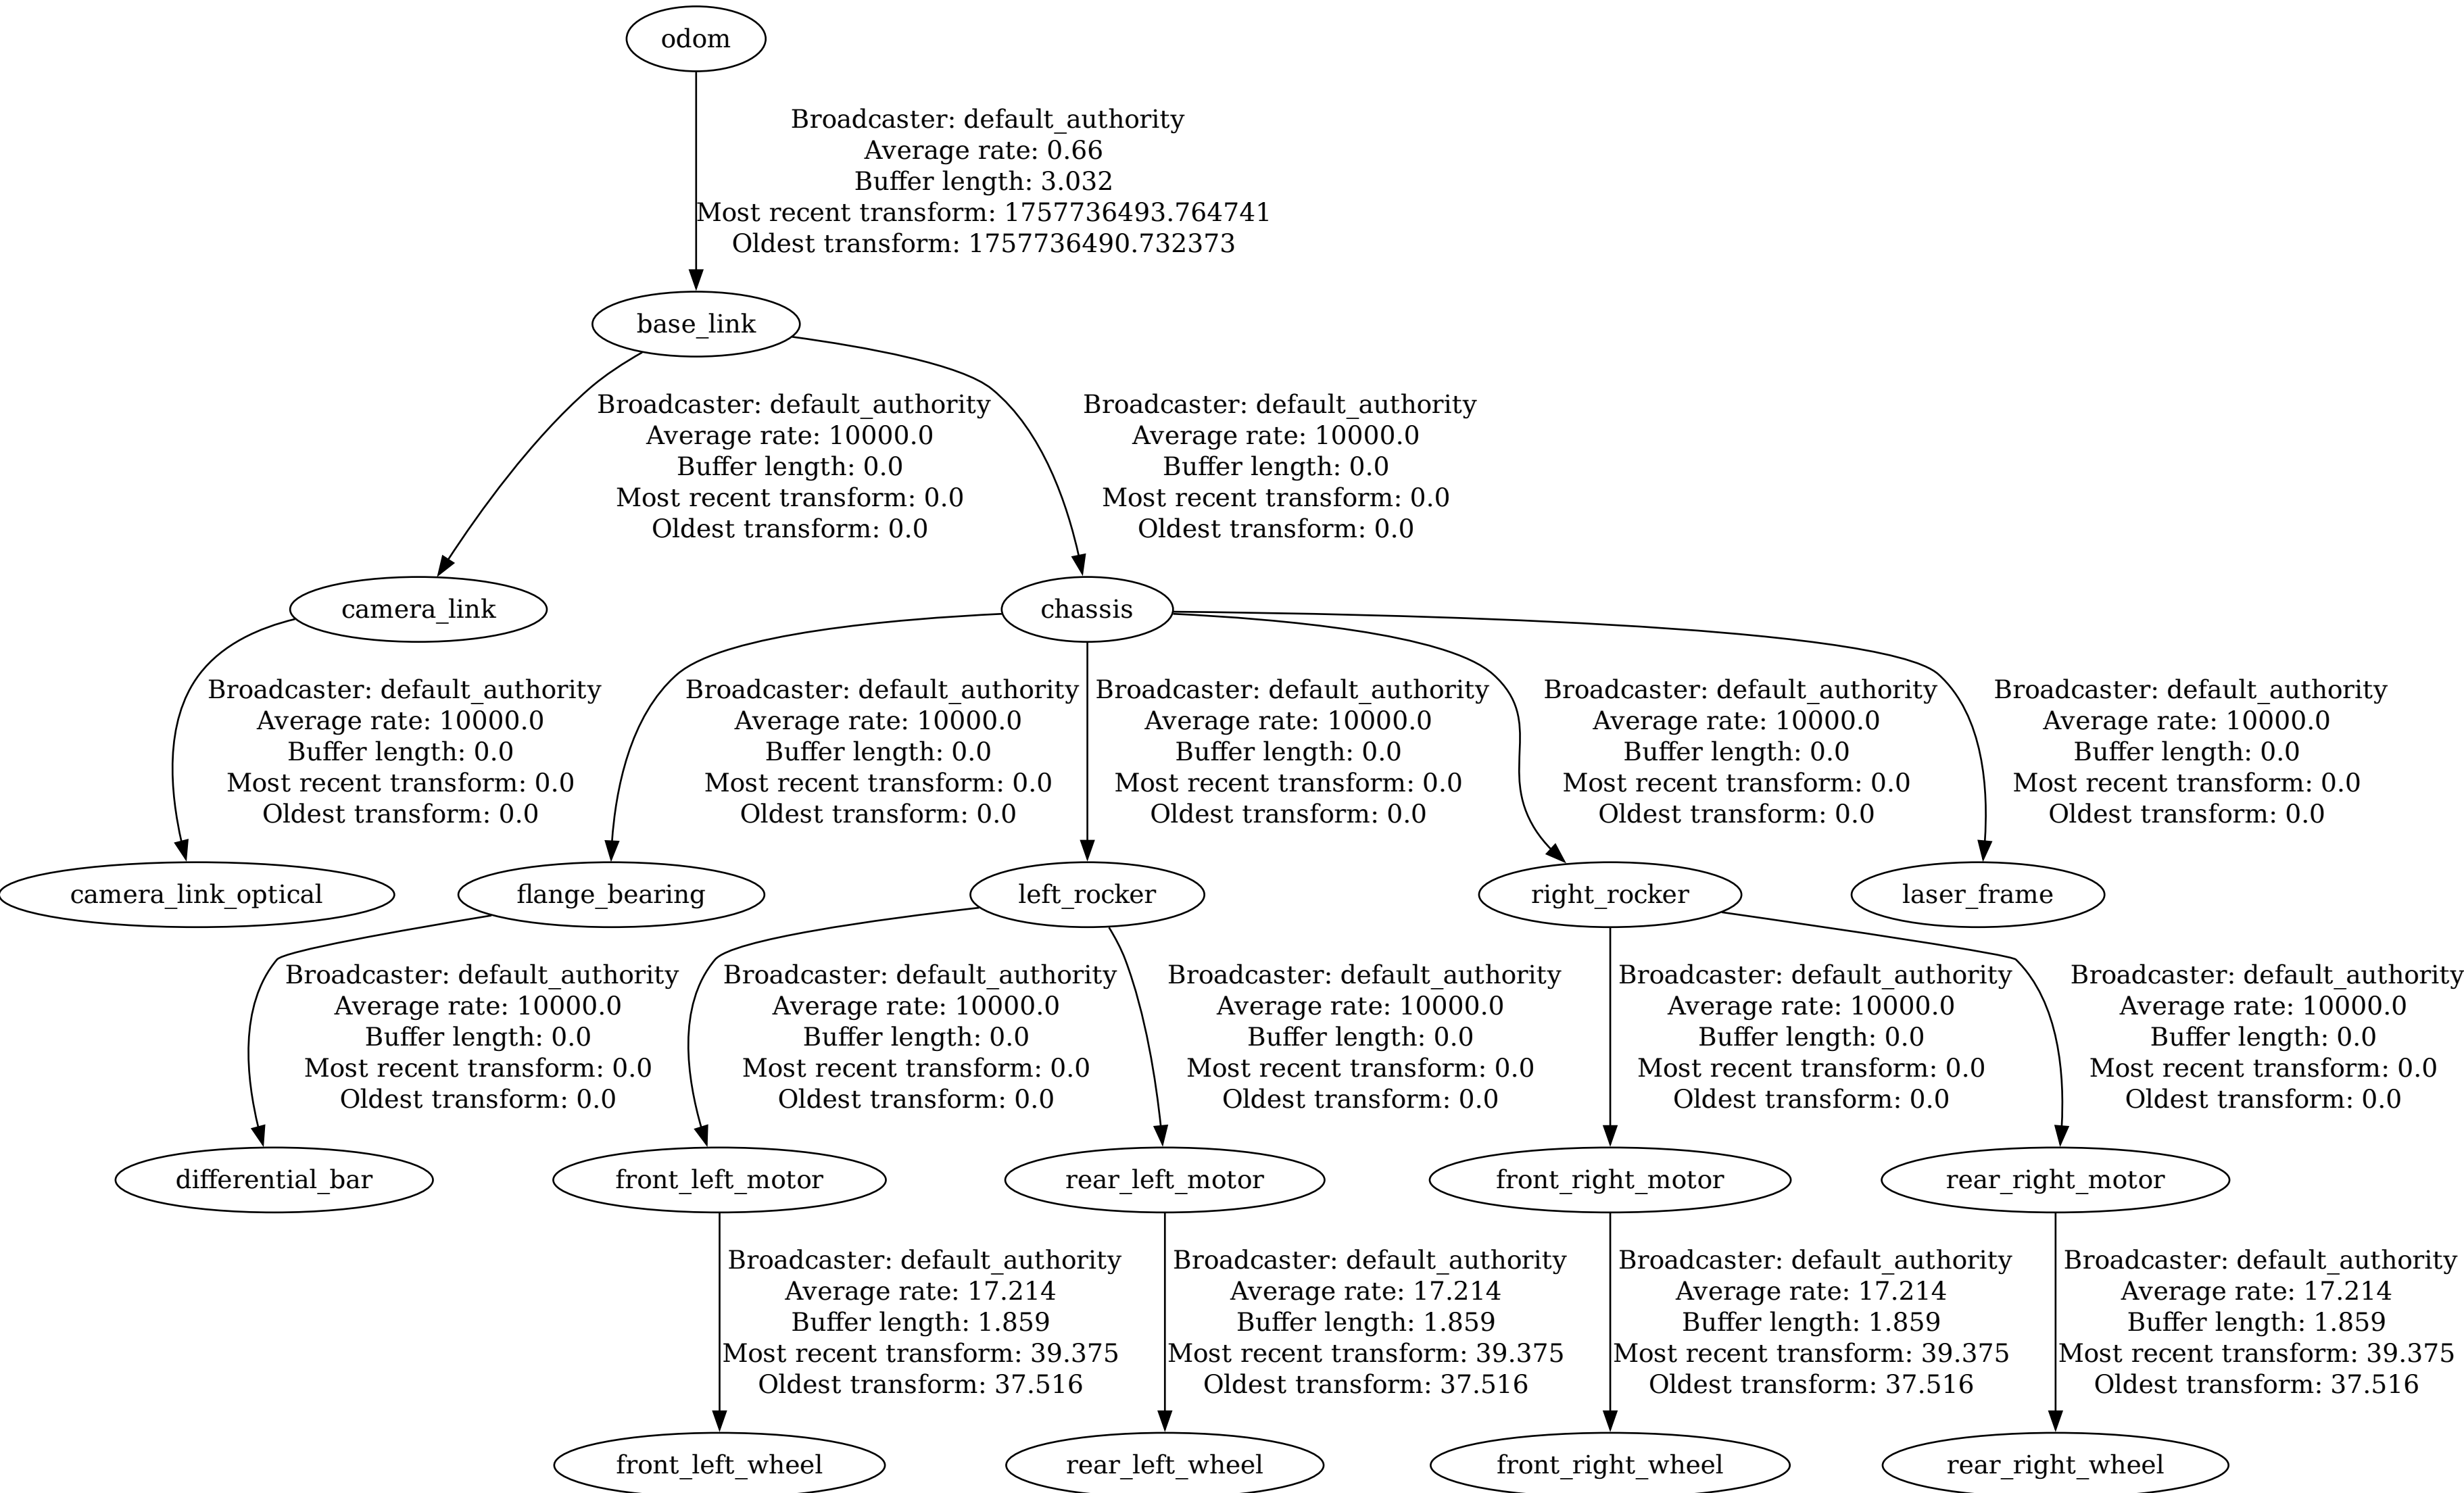 odom
Broadcaster: default_authority
Average rate: 0.66
Buffer length: 3.032
Most recent transform: 1757736493.764741
Oldest transform: 1757736490.732373
base_link
Broadcaster: default_authority
Average rate: 10000.0
Buffer length: 0.0
Most recent transform: 0.0
Oldest transform: 0.0
Broadcaster: default_authority
Average rate: 10000.0
Buffer length: 0.0
Most recent transform: 0.0
Oldest transform: 0.0
camera_link
chassis
Broadcaster: default_authority
Average rate: 10000.0
Buffer length: 0.0
Most recent transform: 0.0
Oldest transform: 0.0
Broadcaster: default_authority
Average rate: 10000.0
Buffer length: 0.0
Most recent transform: 0.0
Oldest transform: 0.0
Broadcaster: default_authority
Average rate: 10000.0
Buffer length: 0.0
Most recent transform: 0.0
Oldest transform: 0.0
Broadcaster: default_authority
Average rate: 10000.0
Buffer length: 0.0
Most recent transform: 0.0
Oldest transform: 0.0
Broadcaster: default_authority
Average rate: 10000.0
Buffer length: 0.0
Most recent transform: 0.0
Oldest transform: 0.0
camera_link_optical
flange_bearing
left_rocker
right_rocker
laser_frame
Broadcaster: default_authority
Average rate: 10000.0
Buffer length: 0.0
Most recent transform: 0.0
Oldest transform: 0.0
Broadcaster: default_authority
Average rate: 10000.0
Buffer length: 0.0
Most recent transform: 0.0
Oldest transform: 0.0
Broadcaster: default_authority
Average rate: 10000.0
Buffer length: 0.0
Most recent transform: 0.0
Oldest transform: 0.0
Broadcaster: default_authority
Average rate: 10000.0
Buffer length: 0.0
Most recent transform: 0.0
Oldest transform: 0.0
Broadcaster: default_authority
Average rate: 10000.0
Buffer length: 0.0
Most recent transform: 0.0
Oldest transform: 0.0
differential_bar
front_left_motor
rear_left_motor
front_right_motor
rear_right_motor
Broadcaster: default_authority
Average rate: 17.214
Buffer length: 1.859
Most recent transform: 39.375
Oldest transform: 37.516
Broadcaster: default_authority
Average rate: 17.214
Buffer length: 1.859
Most recent transform: 39.375
Oldest transform: 37.516
Broadcaster: default_authority
Average rate: 17.214
Buffer length: 1.859
Most recent transform: 39.375
Oldest transform: 37.516
Broadcaster: default_authority
Average rate: 17.214
Buffer length: 1.859
Most recent transform: 39.375
Oldest transform: 37.516
front_left_wheel
rear_left_wheel
front_right_wheel
rear_right_wheel